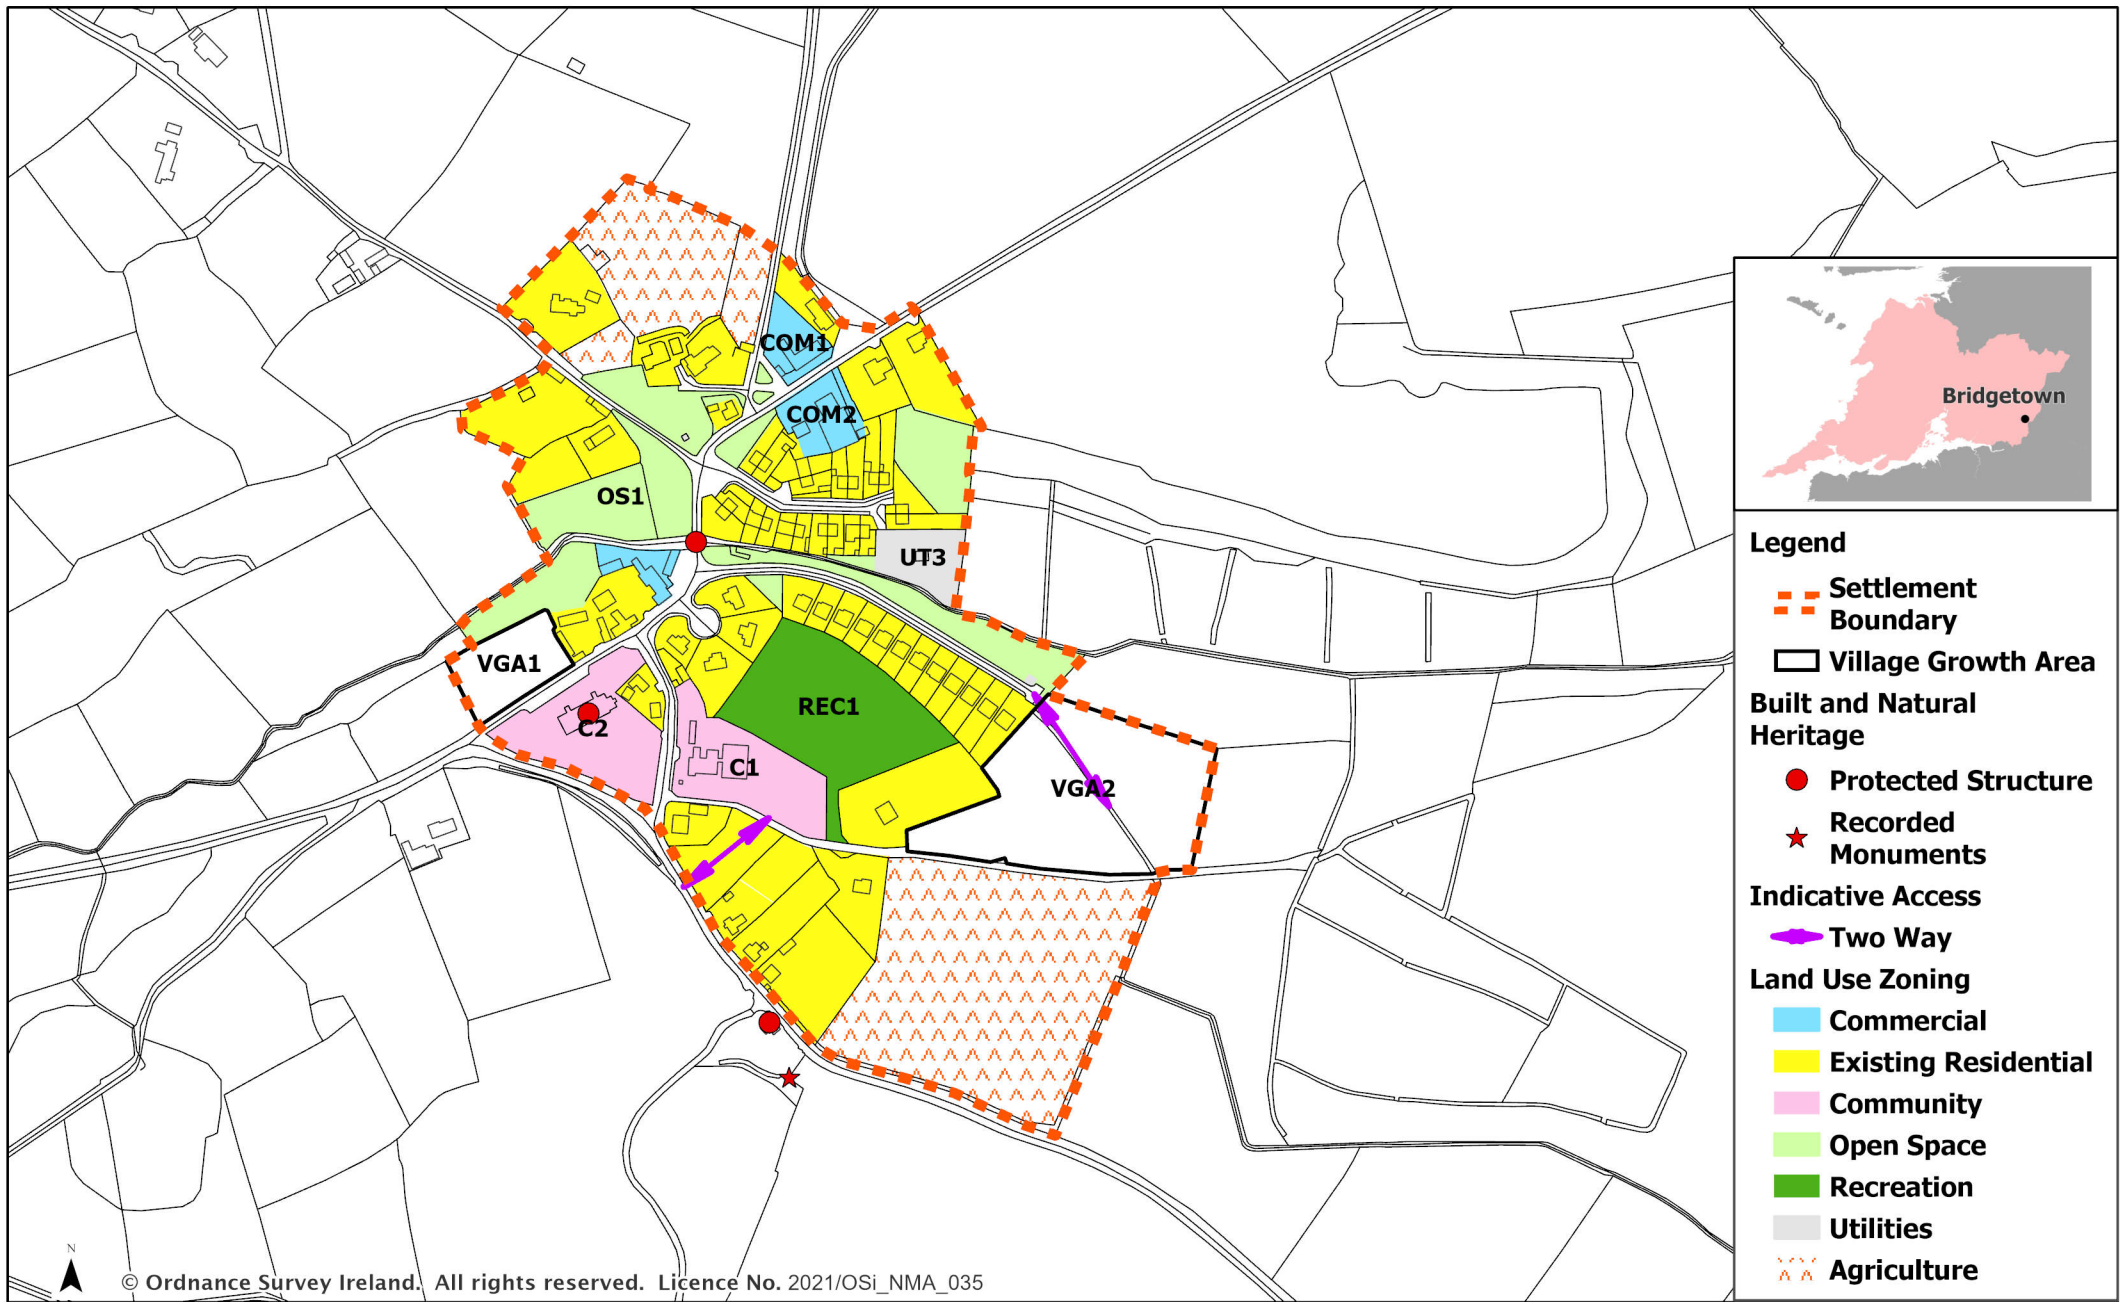 COM1
COM2
OS1
UT3
VGA1
REC1
C2
C1
VGA2
Bridgetown
Legend
Settlement
Boundary
Village Growth Area
Built and Natural
Heritage
Protected Structure
Recorded
Monuments
Indicative Access
Two Way
Land Use Zoning
Commercial
Existing Residential
Community
Open Space
Recreation
Utilities
Agriculture
N
© Ordnance Survey Ireland. All rights reserved. Licence No. 2021/OSi_NMA_035